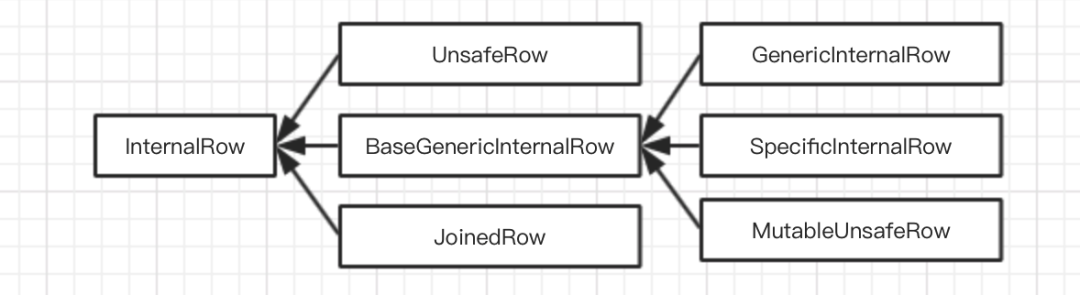 UnsafeRow
GenericInternalRow
InternalRow
BaseGenericInternalRow
SpecificInternalRow
JoinedRow
MutableUnsafeRow